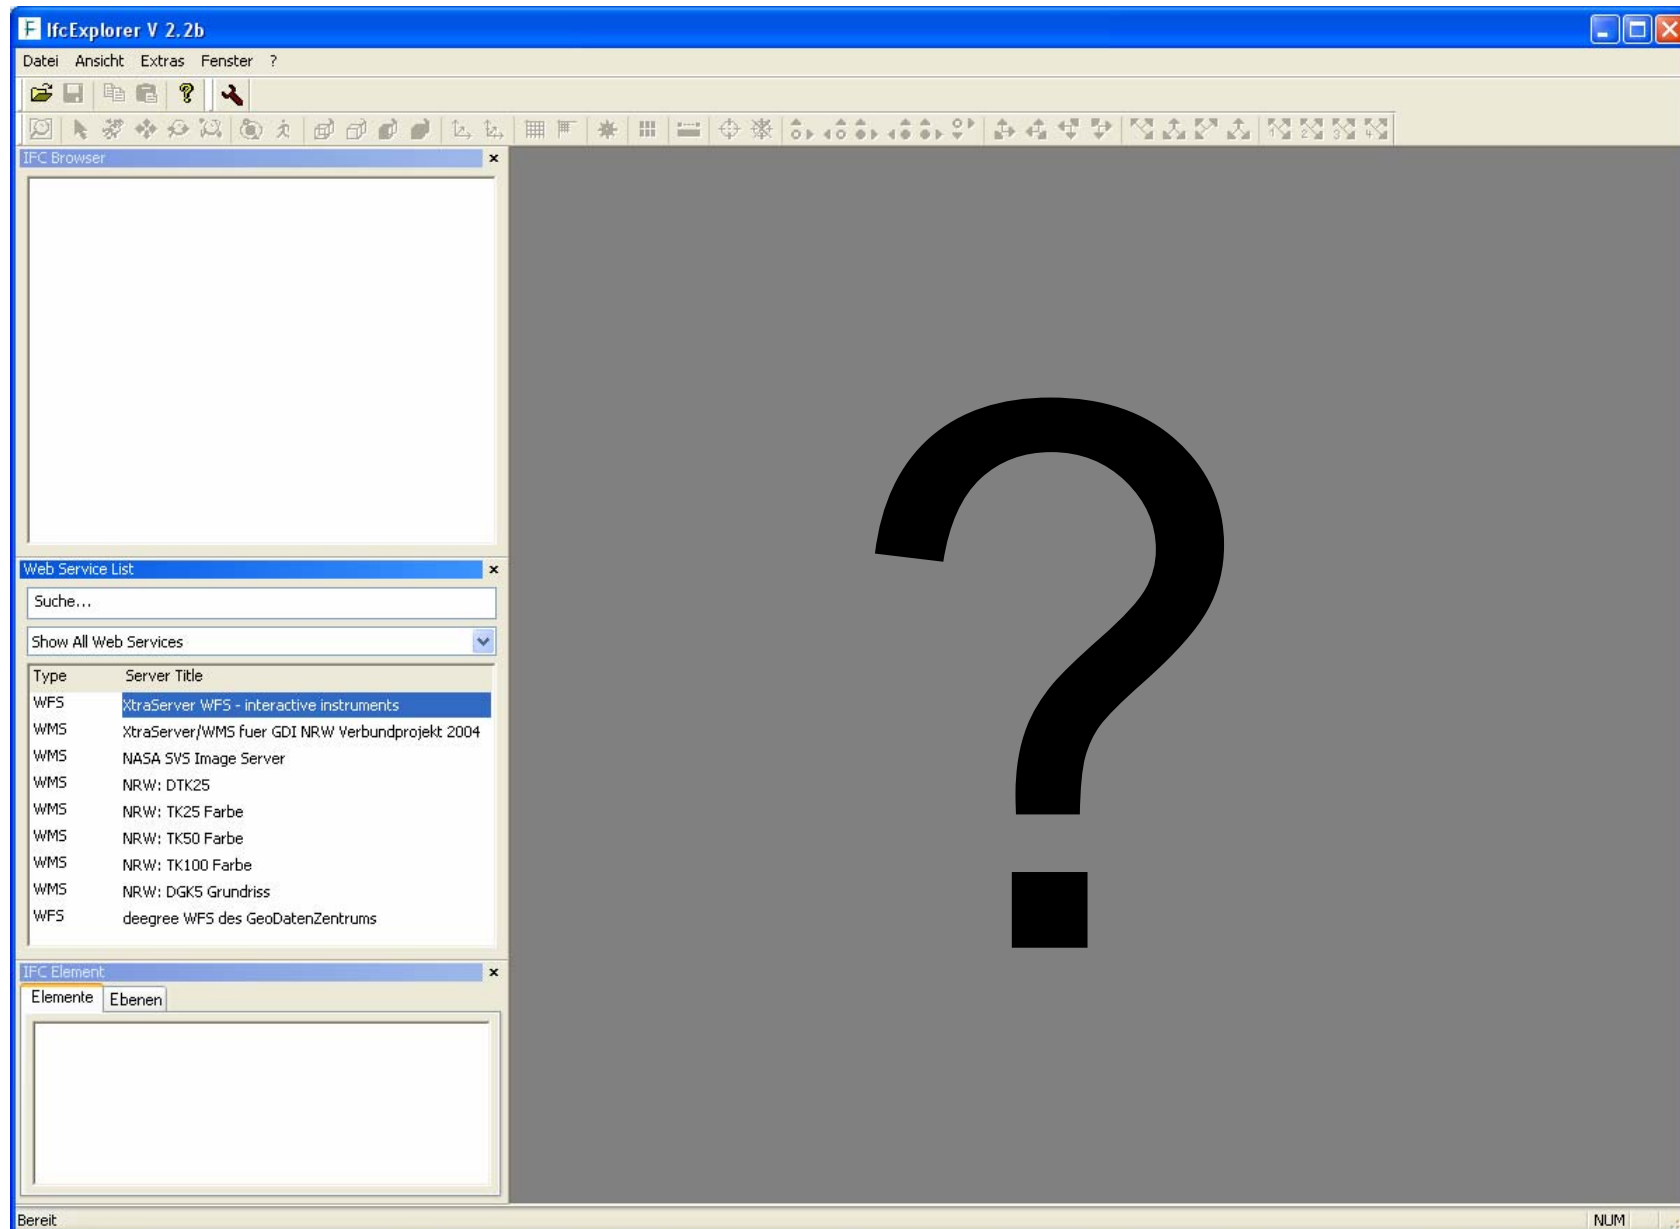 IfcExplorer V 2.2b
Datei Ansicht Extras Fenster ?
IFC Browser
Web Service List
Suche...
Show All Web Services
Type Server Title
WFS XtraServer WFS - interactive instruments
WMS XtraServer/WMS fuer GDI NRW Verbundprojekt 2004
WMS NASA SVS Image Server
WMS NRW: DTK25
WMS NRW: TK25 Farbe
WMS NRW: TK50 Farbe
WMS NRW: TK100 Farbe
WMS NRW: DGK5 Grundriss
WFS deegree WFS des GeoDatenZentrums
IFC Element
Elemente Ebenen
?
Bereit NUM